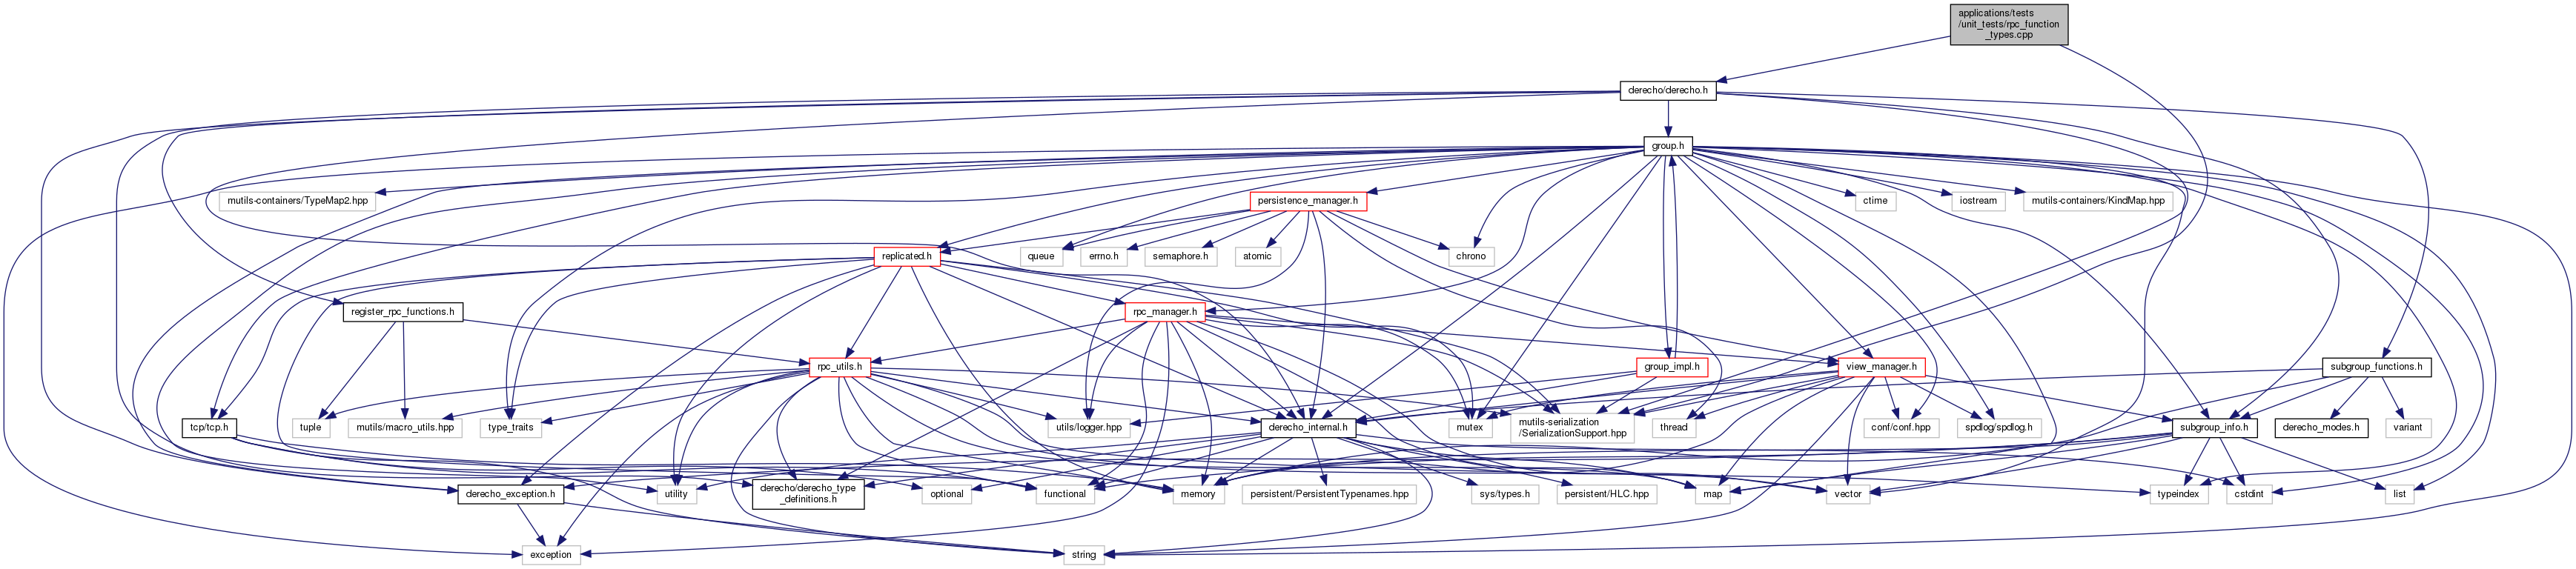 applications/tests
/unit_tests/rpc_function
_types.cpp
derecho/derecho.h
group.h
mutils-containers/TypeMap2.hpp
persistence_manager.h
ctime
iostream
mutils-containers/KindMap.hpp
replicated.h
queue
errno.h
semaphore.h
atomic
chrono
register_rpc_functions.h
rpc_manager.h
rpc_utils.h
group_impl.h
view_manager.h
subgroup_functions.h
tcp/tcp.h
tuple
mutils/macro_utils.hpp
type_traits
utils/logger.hpp
derecho_internal.h
mutex
mutils-serialization
/SerializationSupport.hpp
thread
conf/conf.hpp
spdlog/spdlog.h
subgroup_info.h
derecho_modes.h
variant
derecho_exception.h
utility
derecho/derecho_type
_definitions.h
optional
functional
memory
persistent/PersistentTypenames.hpp
sys/types.h
persistent/HLC.hpp
map
vector
typeindex
cstdint
list
exception
string